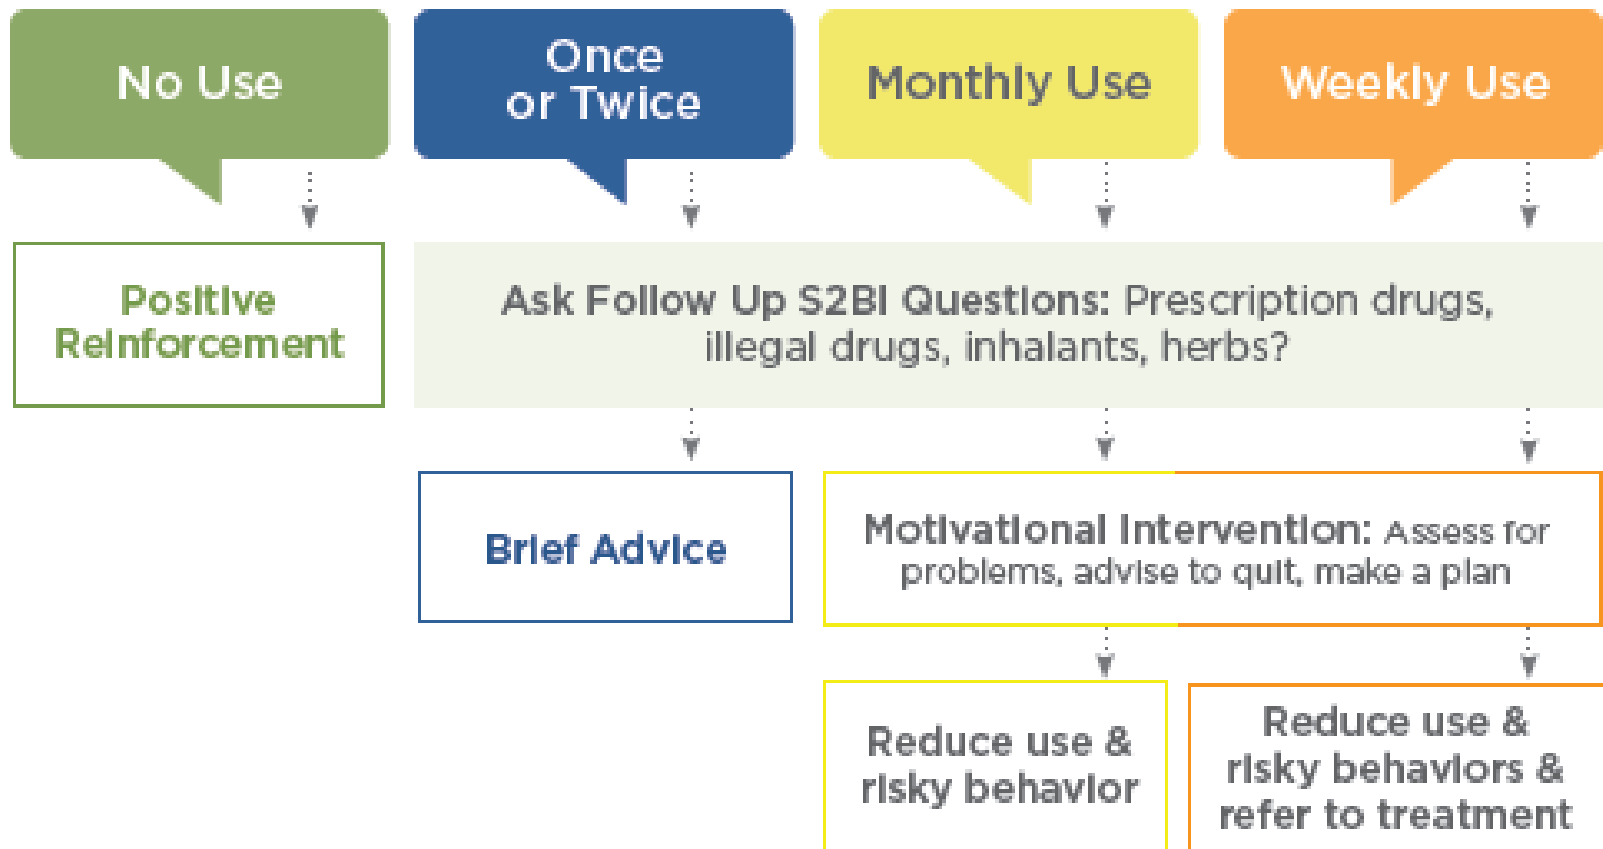 No Use
Once
or Twice
Monthly Use
Weekly Use
Positive
Reinforcement
Ask Follow Up S2BI Questions: Prescription drugs,
illegal drugs, inhalants, herbs?
Brief Advice
Motivational Intervention: Assess for
problems, advise to quit, make a plan
Reduce use &
risky behavior
Reduce use &
risky behaviors &
refer to treatment